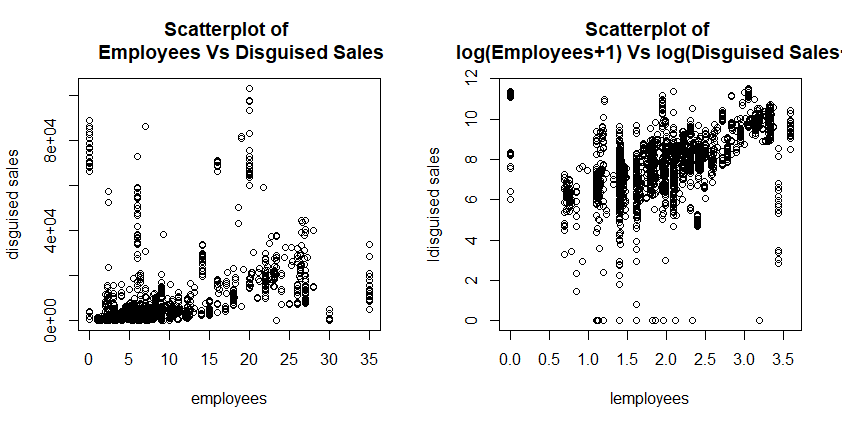 Scatterplot of
Employees Vs Disguised Sales
disguised sales
8e+04
4e+04
0e+00
0 5 10 15 20 25 30 35
employees
Scatterplot of
log(Employees+1) Vs log(Disguised Sales+
ldisguised sales
12
10
8
6
4
2
0
0.0 0.5 1.0 1.5 2.0 2.5 3.0 3.5
lemployees